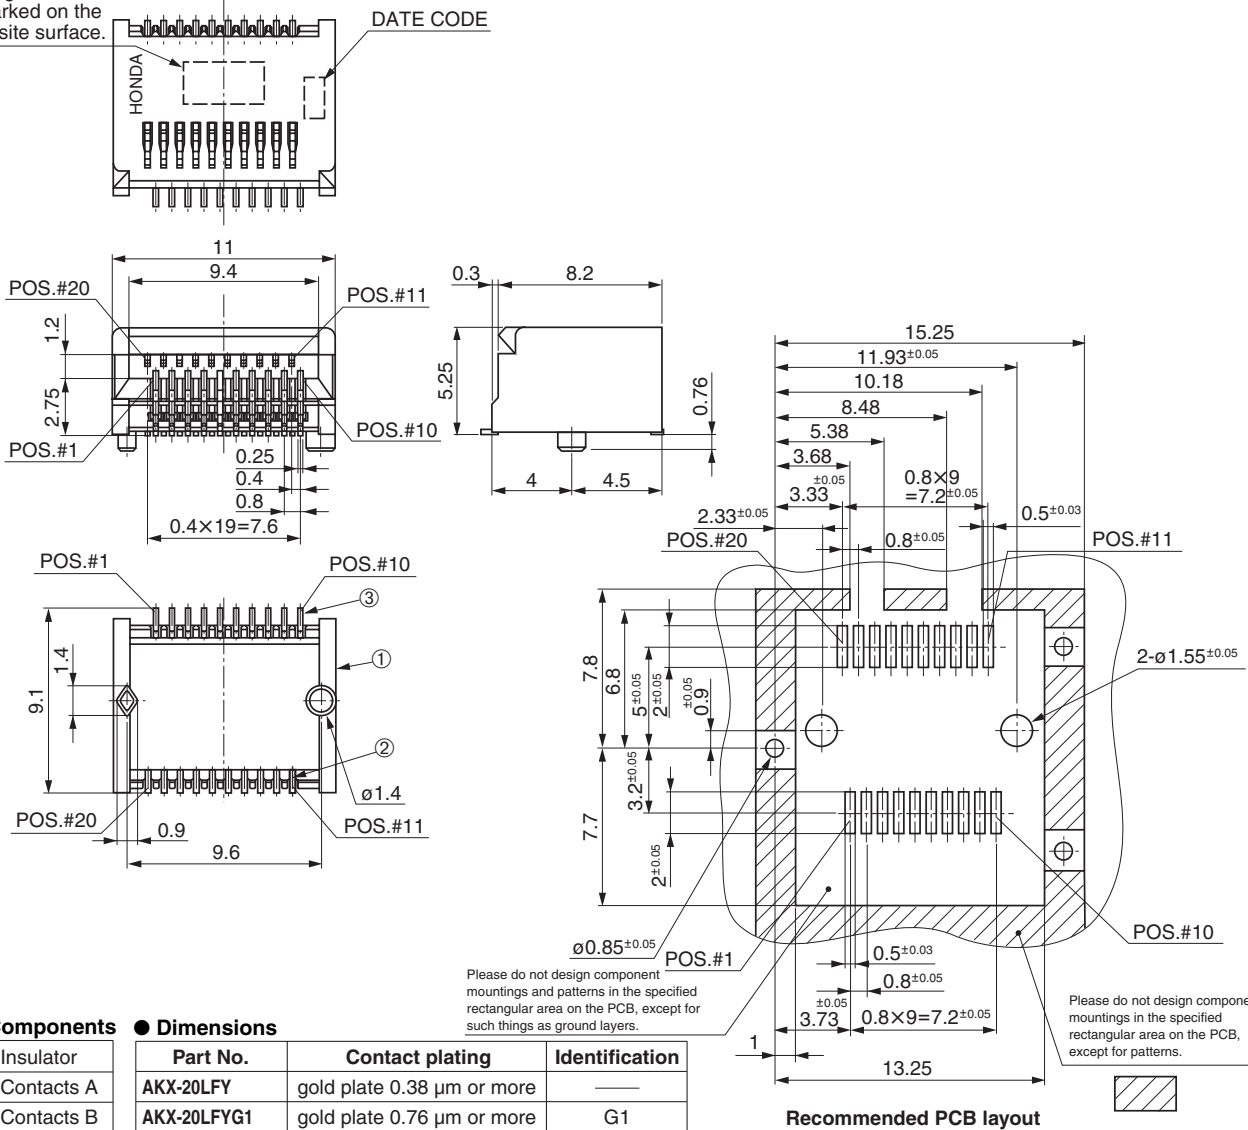 arked on the
site surface.
DATE CODE
HONDA
11
9.4
POS.#20
POS.#11
1.2
2.75
POS.#1
POS.#10
0.25
0.4
0.8
0.4×19=7.6
0.3
8.2
5.25
0.76
4
4.5
POS.#1
POS.#10
③
①
②
9.1
1.4
ø1.4
POS.#20
POS.#11
0.9
9.6
15.25
11.93±0.05
10.18
8.48
5.38
3.68
±0.05
3.33
0.8×9
=7.2±0.05
2.33±0.05
0.5±0.03
POS.#20
0.8±0.05
POS.#11
7.8
6.8
5±0.05
2±0.05
±0.05
0.9
2-ø1.55±0.05
3.2±0.05
7.7
2±0.05
ø0.85±0.05
POS.#1
POS.#10
0.5±0.03
0.8±0.05
±0.05
3.73
0.8×9=7.2±0.05
1
13.25
Please do not design component
mountings and patterns in the specified
rectangular area on the PCB, except for
such things as ground layers.
Please do not design compone
mountings in the specified
rectangular area on the PCB,
except for patterns.
Recommended PCB layout
omponents
Insulator
Contacts A
Contacts B
● Dimensions
Part No. Contact plating Identification
AKX-20LFY gold plate 0.38 µm or more ——
AKX-20LFYG1 gold plate 0.76 µm or more G1